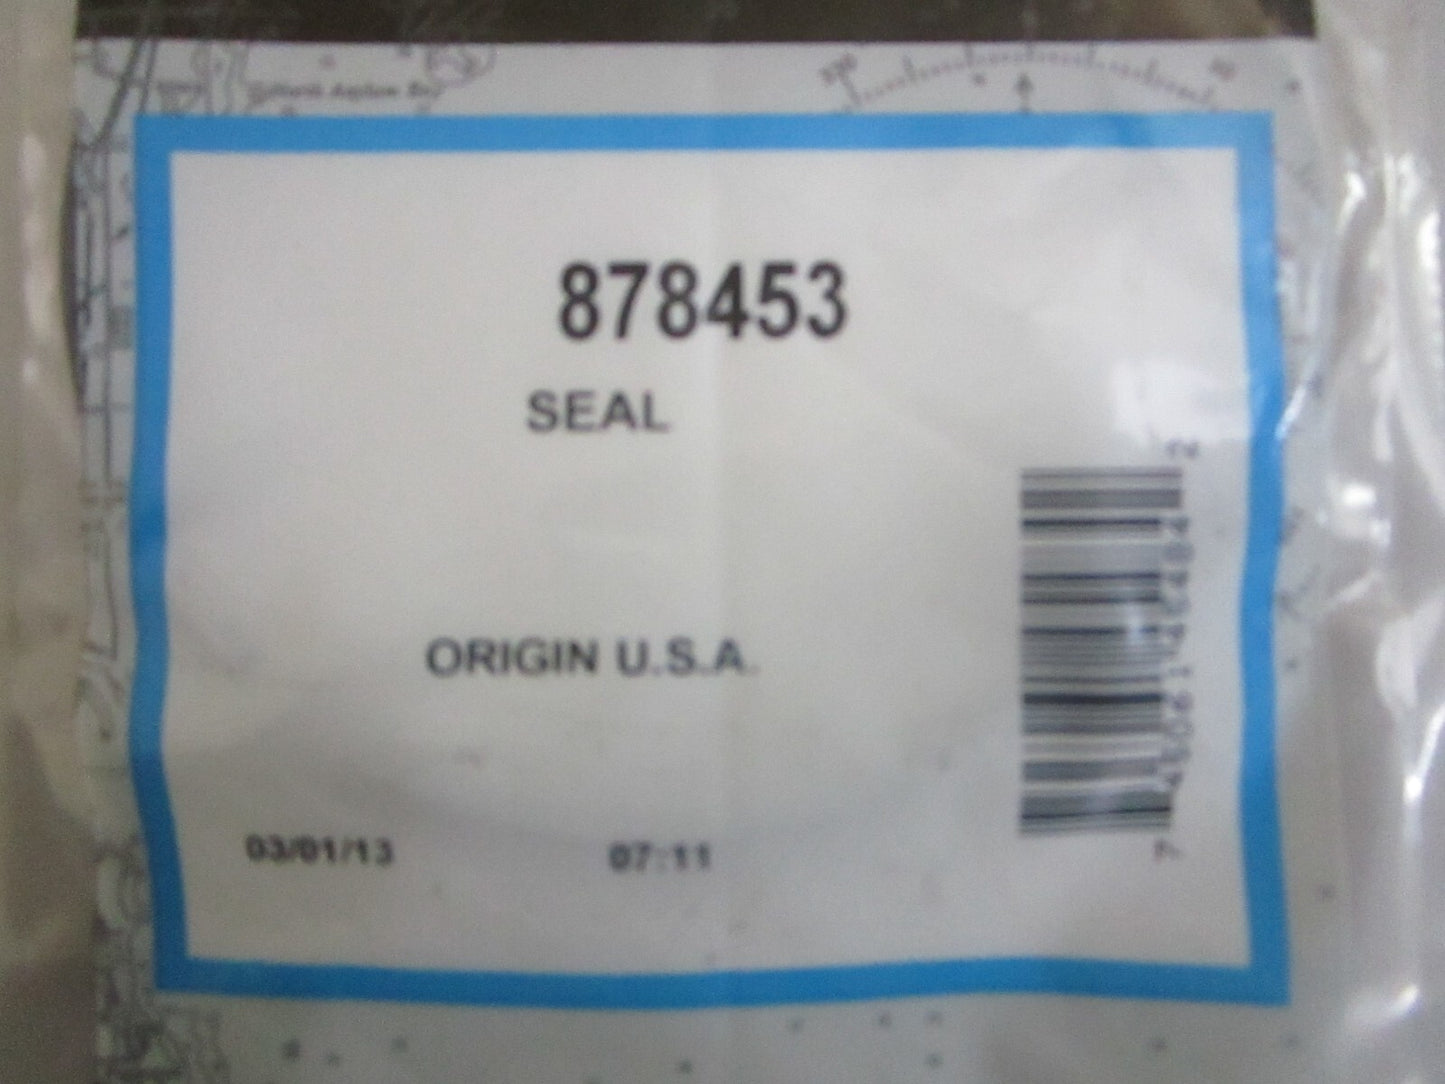 878453
SEAL
ORIGIN U.S.A.
03/01/13 07:11